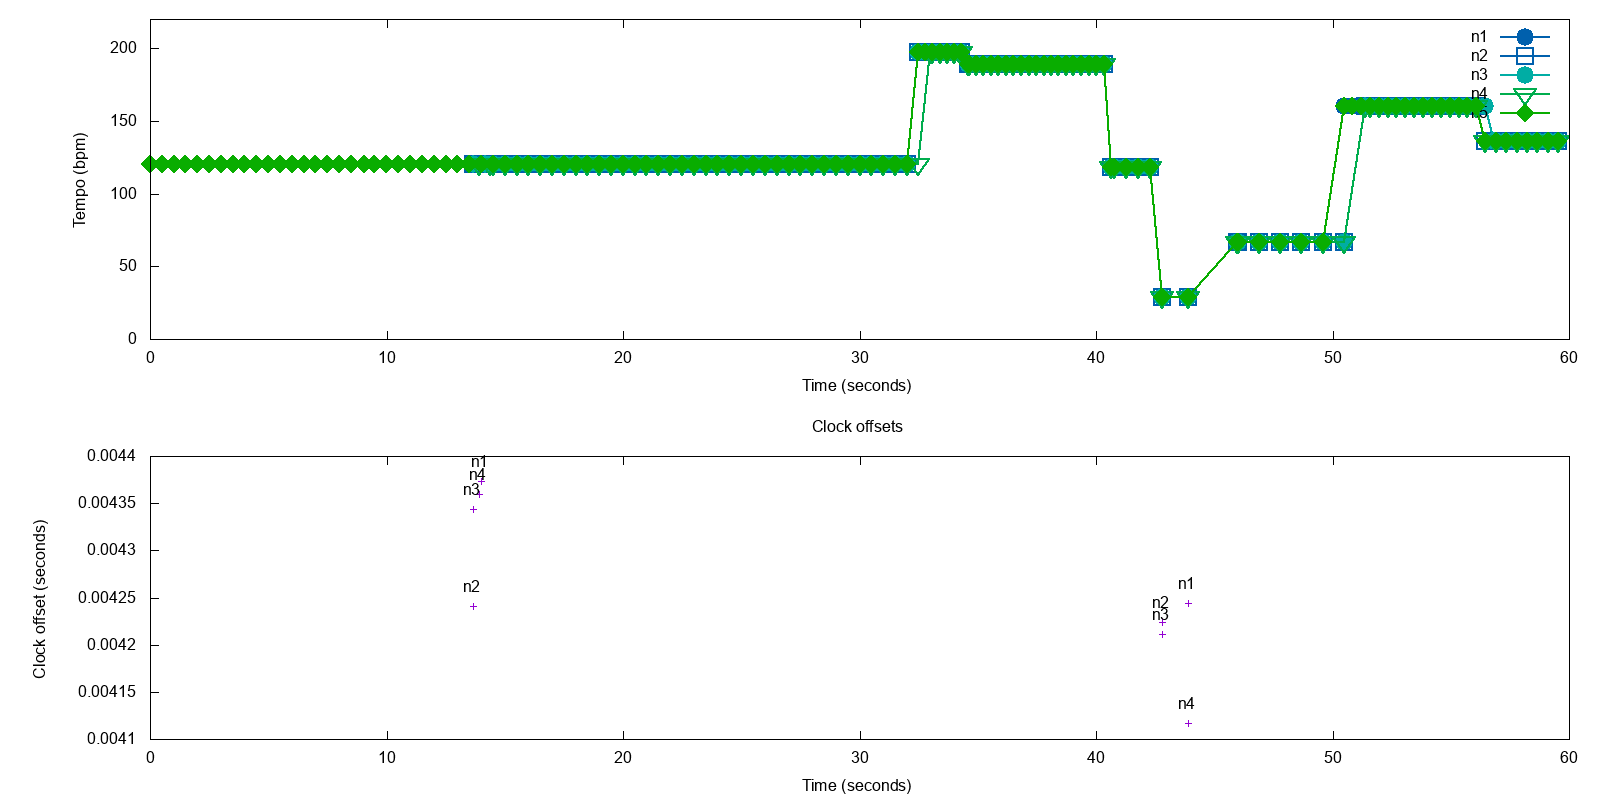 200
150
100
50
0
Tempo (bpm)
n1
n2
n3
n4
n5
0 10 20 30 40 50 60
Time (seconds)
Clock offsets
0.0044
0.00435
0.0043
0.00425
0.0042
0.00415
0.0041
Clock offset (seconds)
n1
n4
n3
n2
n1
n2
n3
n4
0 10 20 30 40 50 60
Time (seconds)